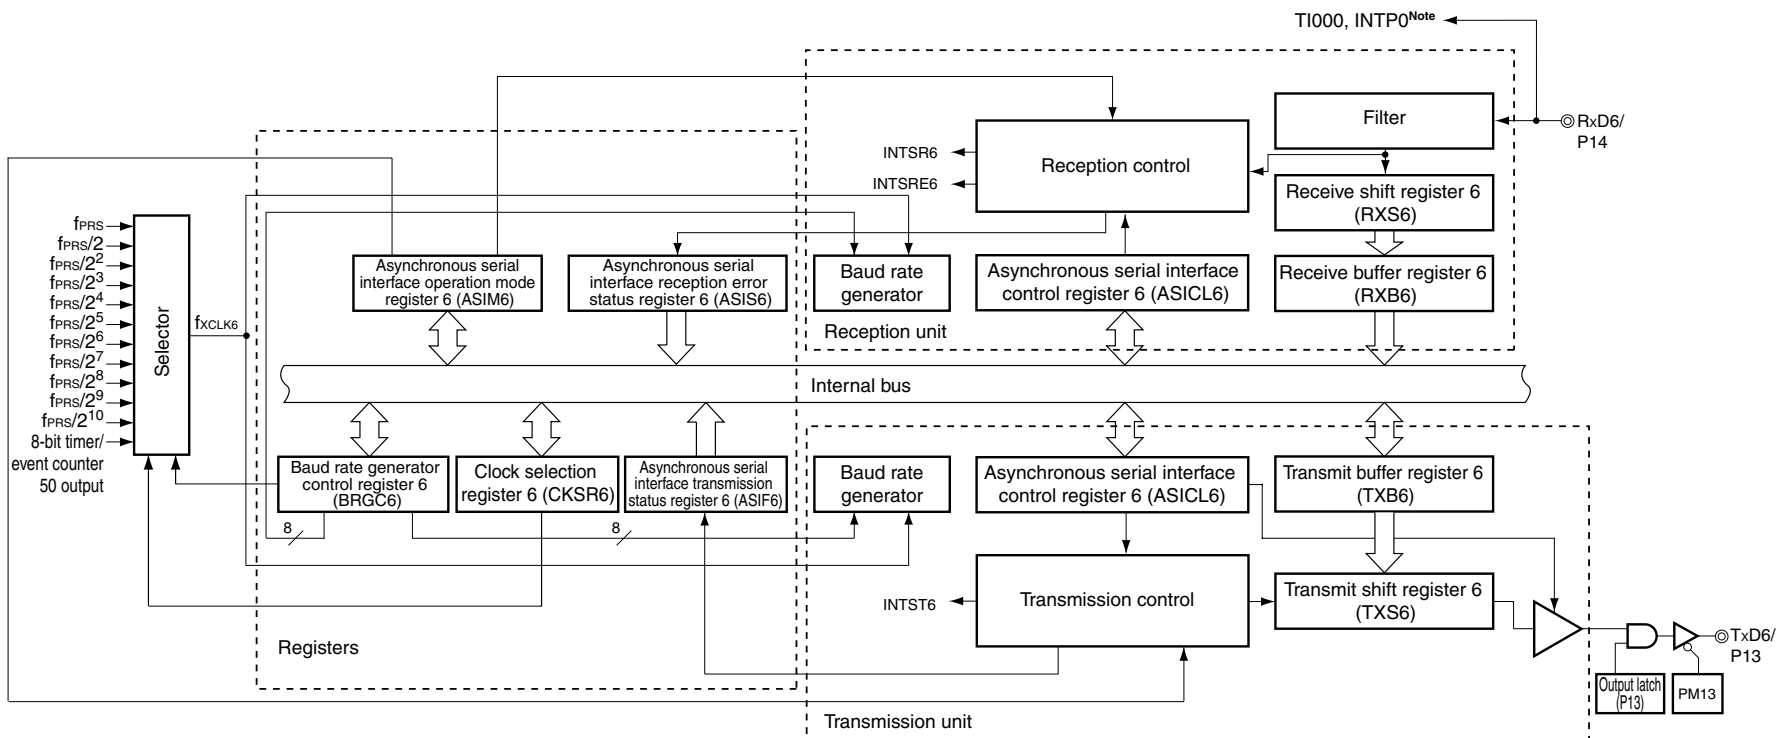 TI000, INTP0Note
Filter
RxD6/
P14
INTSR6
INTSRE6
Reception control
Receive shift register 6
(RXS6)
fPRS
fPRS/2
fPRS/2²
fPRS/2³
fPRS/2⁴
fPRS/2⁵
fPRS/2⁶
fPRS/2⁷
fPRS/2⁸
fPRS/2⁹
fPRS/2¹⁰
8-bit timer/
event counter
50 output
Selector
fXCLK6
Asynchronous serial
interface operation mode
register 6 (ASIM6)
Asynchronous serial
interface reception error
status register 6 (ASIS6)
Baud rate
generator
Asynchronous serial interface
control register 6 (ASICL6)
Receive buffer register 6
(RXB6)
Reception unit
Internal bus
Baud rate generator
control register 6
(BRGC6)
Clock selection
register 6 (CKSR6)
Asynchronous serial
interface transmission
status register 6 (ASIF6)
Baud rate
generator
Asynchronous serial interface
control register 6 (ASICL6)
Transmit buffer register 6
(TXB6)
8
8
INTST6
Transmission control
Transmit shift register 6
(TXS6)
Registers
TxD6/
P13
Output latch
(P13)
PM13
Transmission unit